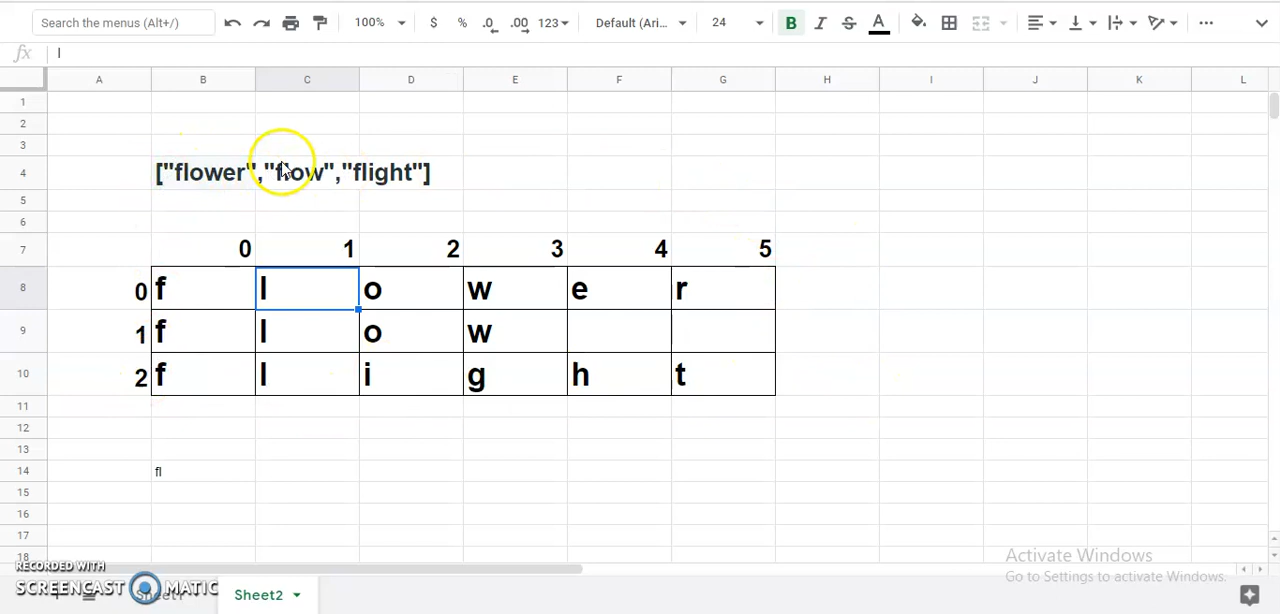 Search the menus (Alt+/) 100% $ % .0 .00 123 Default (Ari... 24 B I S A ...
fx l
A B C D E F G H I J K L
1
2
3
4 ["flower","flow","flight"]
5
6
7 0 1 2 3 4 5
8 0 f l o w e r
9 1 f l o w
10 2 f l i g h t
11
12
13
14 fl
15
16
17
18
Activate Windows
Go to Settings to activate Windows.
RECORDED WITH
SCREENCAST MATIC
Sheet2